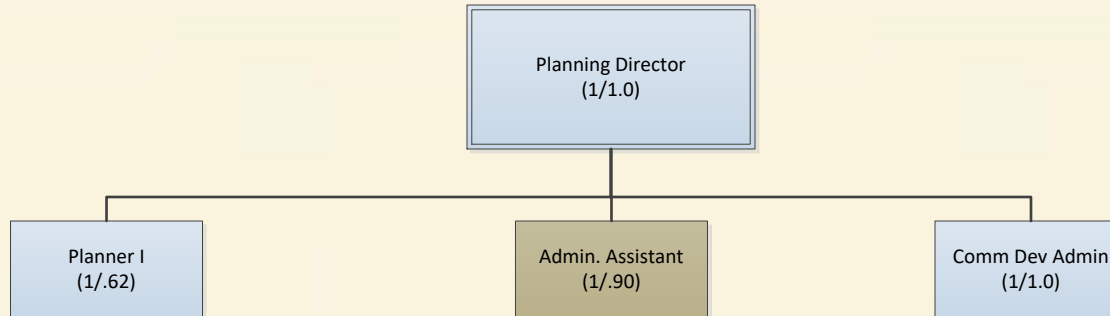 Planning Director
(1/1.0)
Planner I
(1/.62)
Admin. Assistant
(1/.90)
Comm Dev Admin
(1/1.0)